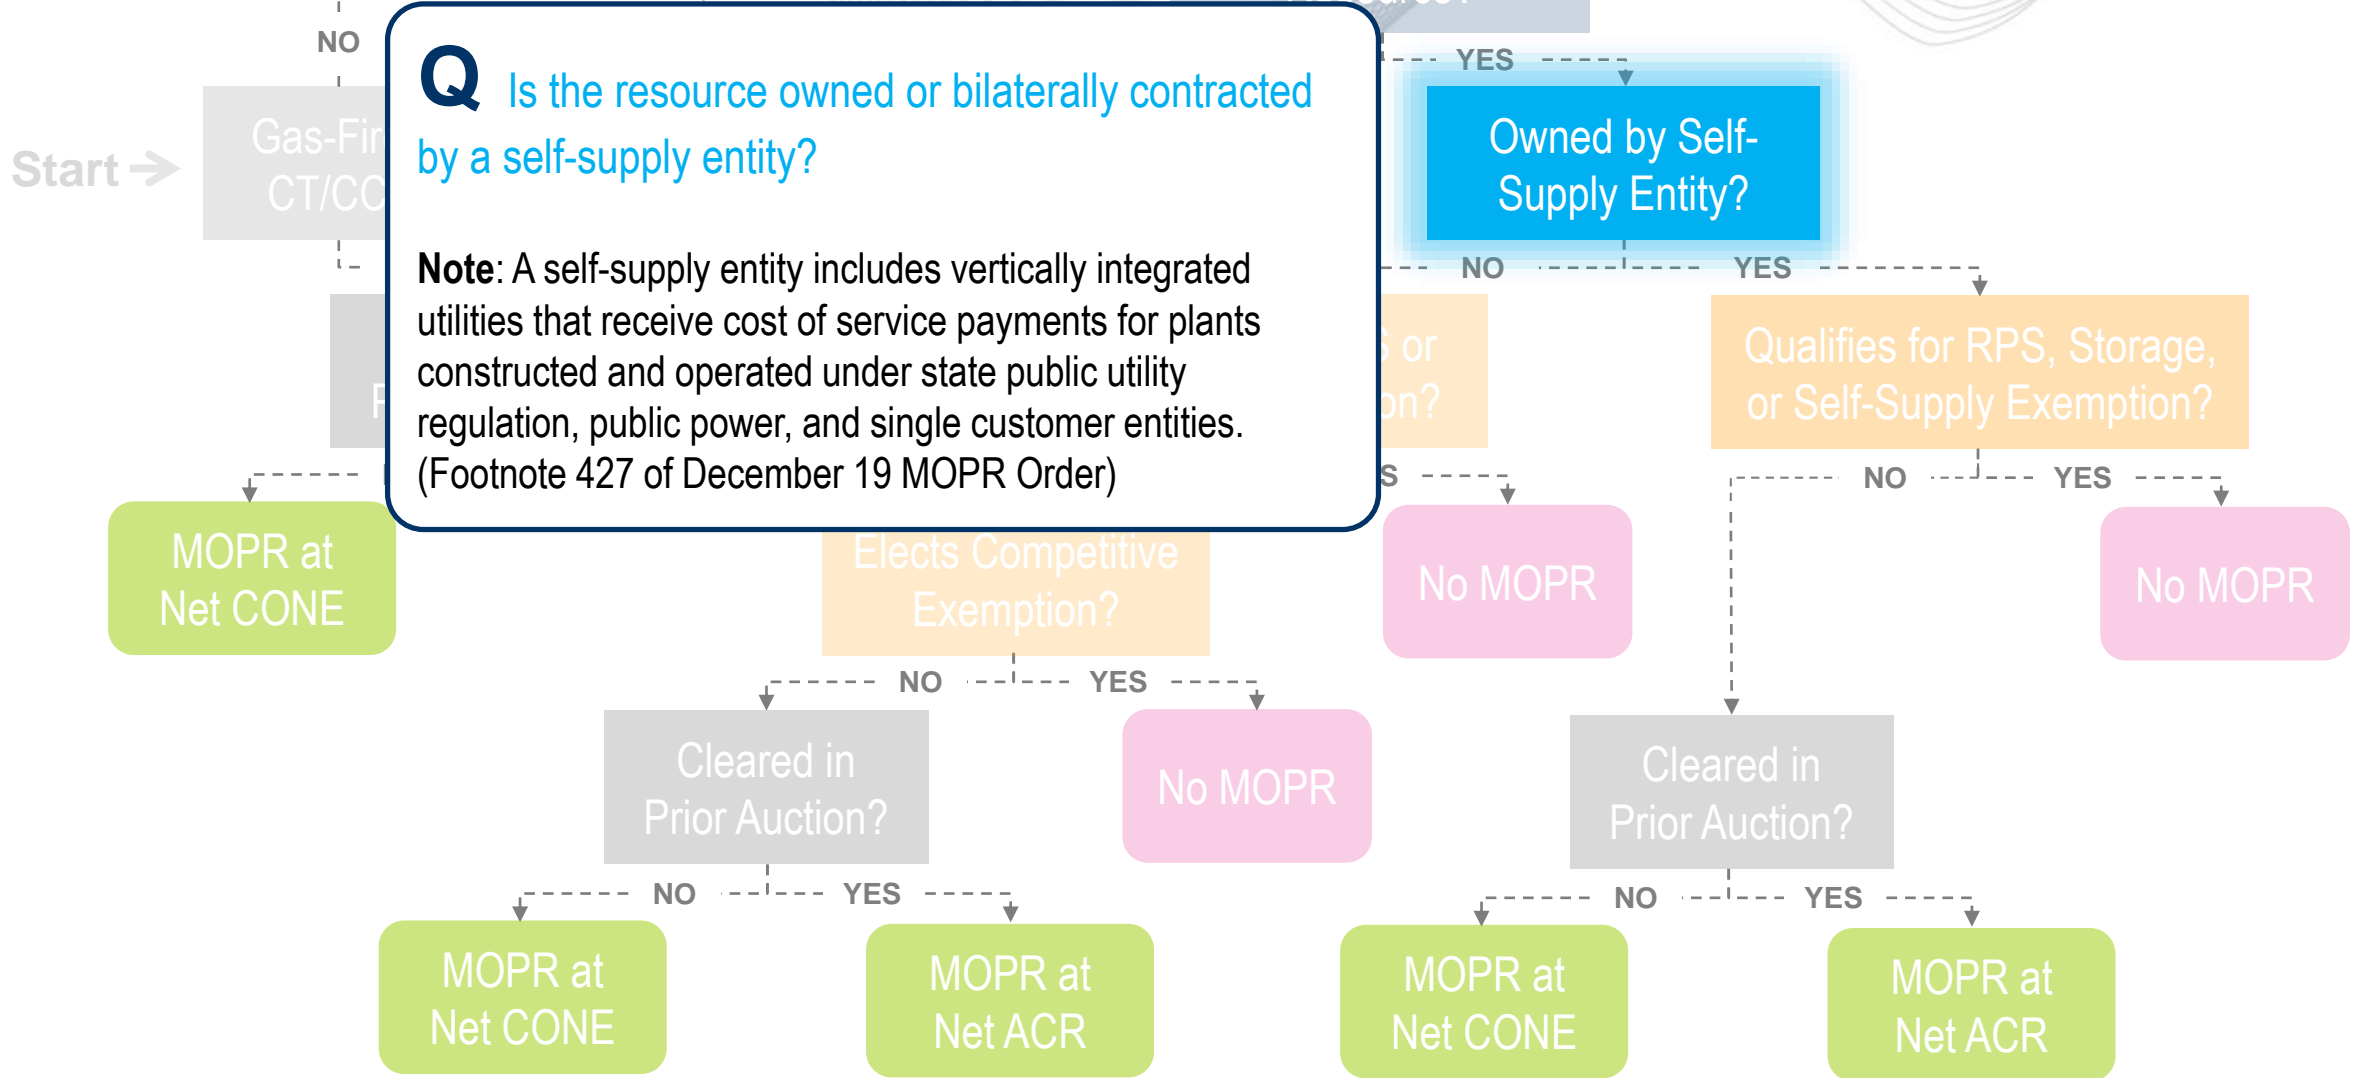 NO
YES
Start
Gas-Fir
CT/CC
Q Is the resource owned or bilaterally contracted
by a self-supply entity?
Note: A self-supply entity includes vertically integrated
utilities that receive cost of service payments for plants
constructed and operated under state public utility
regulation, public power, and single customer entities.
(Footnote 427 of December 19 MOPR Order)
Owned by Self-
Supply Entity?
NO
YES
or
Qualifies for RPS, Storage,
or Self-Supply Exemption?
NO
YES
MOPR at
Net CONE
Elects Competitive
Exemption?
No MOPR
No MOPR
NO
YES
Cleared in
Prior Auction?
No MOPR
Cleared in
Prior Auction?
NO
YES
NO
YES
MOPR at
Net CONE
MOPR at
Net ACR
MOPR at
Net CONE
MOPR at
Net ACR